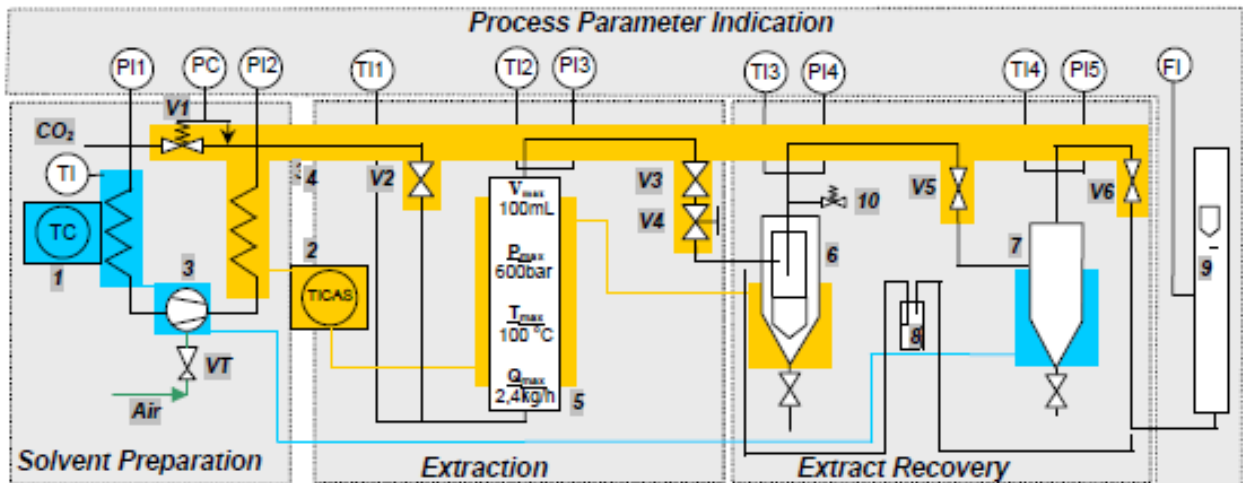 Process Parameter Indication
PI1
PC
PI2
TI1
TI2
PI3
TI3
PI4
TI4
PI5
FI
V1
CO₂
TI
4
V2
V3
V4
10
V5
V6
Vmax
100mL
Pmax
600bar
Tmax
100 °C
Qmax
2,4kg/h
TC
1
2
3
TICAS
5
6
7
8
9
VT
Air
Solvent Preparation
Extraction
Extract Recovery